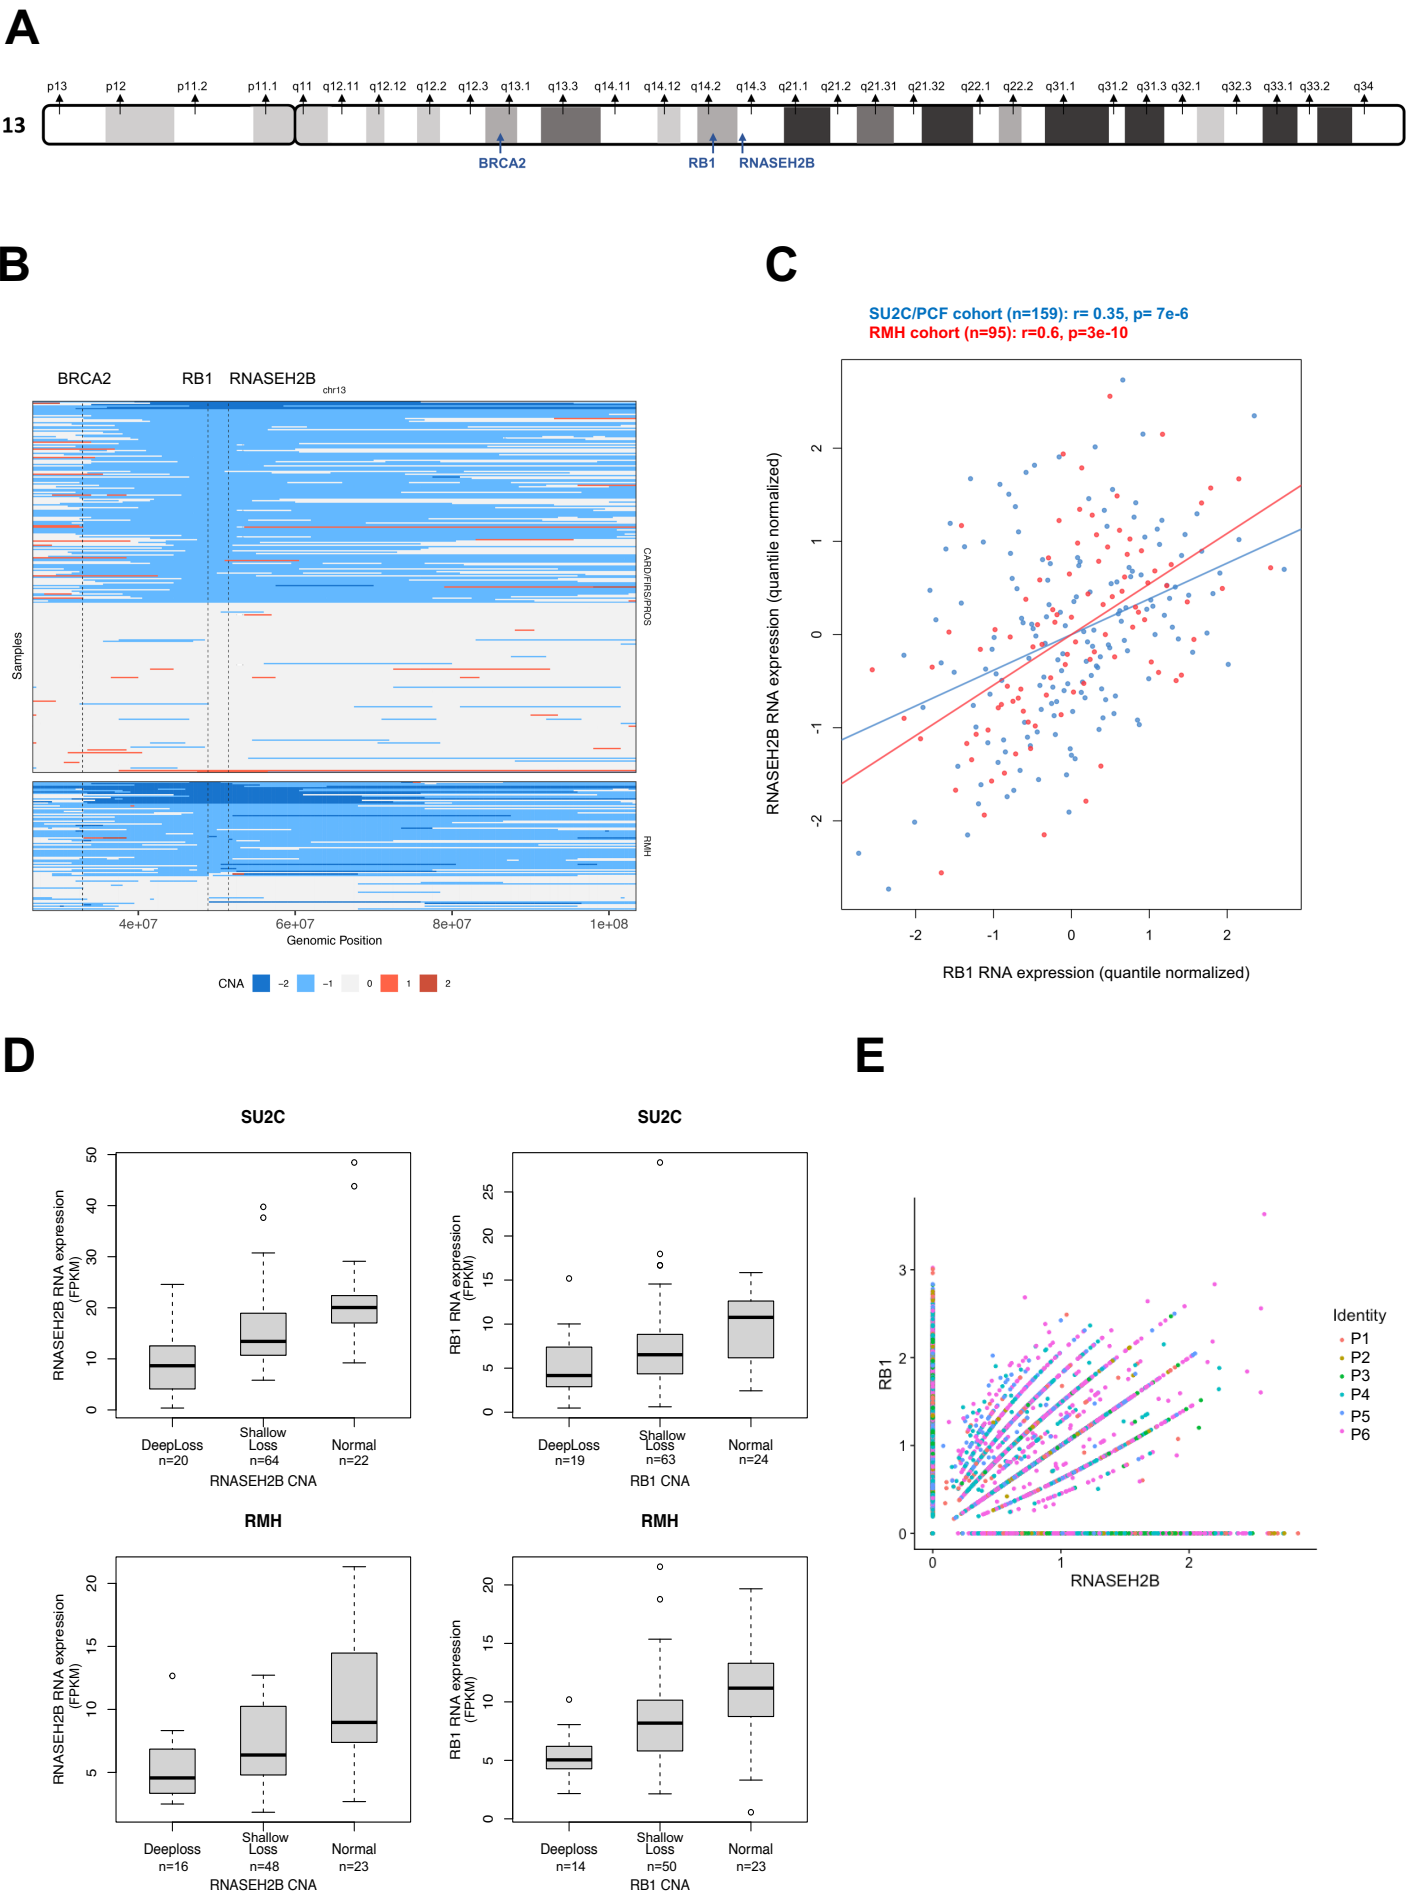 A
p13 p12 p11.2 p11.1 q11 q12.11 q12.12 q12.2 q12.3 q13.1 q13.3 q14.11 q14.12 q14.2 q14.3 q21.1 q21.2 q21.31 q21.32 q22.1 q22.2 q31.1 q31.2 q31.3 q32.1 q32.3 q33.1 q33.2 q34
13
BRCA2 RB1 RNASEH2B
B
BRCA2 RB1 RNASEH2B
chr13
Samples
CARD/FIRS/PROS
RMH
4e+07 6e+07 8e+07 1e+08
Genomic Position
CNA -2 -1 0 1 2
C
SU2C/PCF cohort (n=159): r= 0.35, p= 7e-6
RMH cohort (n=95): r=0.6, p=3e-10
RNASEH2B RNA expression (quantile normalized)
2
1
0
-1
-2
-2 -1 0 1 2
RB1 RNA expression (quantile normalized)
D
SU2C
RNASEH2B RNA expression
(FPKM)
50
40
30
20
10
0
DeepLoss Shallow Loss Normal
n=20 n=64 n=22
RNASEH2B CNA
SU2C
RB1 RNA expression
(FPKM)
25
20
15
10
5
0
DeepLoss Shallow Loss Normal
n=19 n=63 n=24
RB1 CNA
RMH
RNASEH2B RNA expression
(FPKM)
20
15
10
5
Deeploss Shallow Loss Normal
n=16 n=48 n=23
RNASEH2B CNA
RMH
RB1 RNA expression
(FPKM)
20
15
10
5
0
Deeploss Shallow Loss Normal
n=14 n=50 n=23
RB1 CNA
E
RB1
3
2
1
0
0 1 2
RNASEH2B
Identity
P1
P2
P3
P4
P5
P6